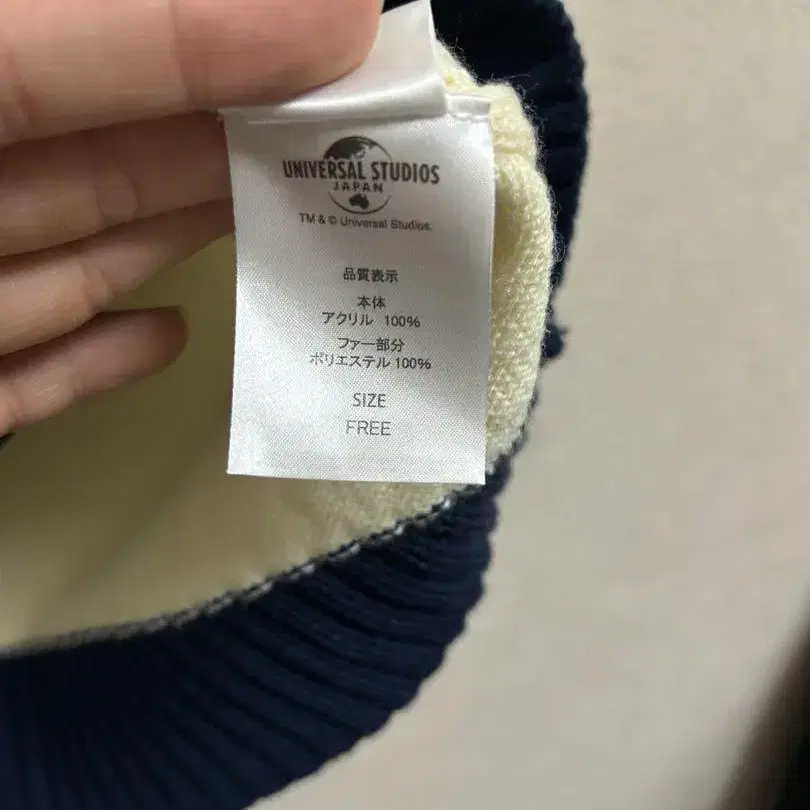 UNIVERSAL STUDIOS
JAPAN
TM & © Universal Studios.
品質表示
本体
アクリル 100%
ファー部分
ポリエステル 100%
SIZE
FREE